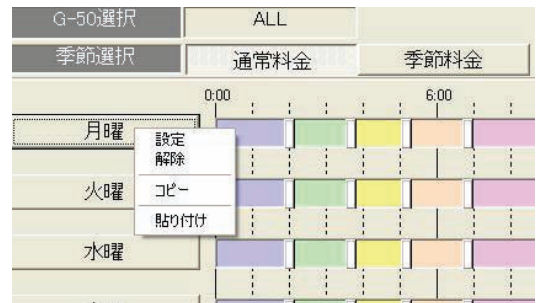 G-50選択 ALL
季節選択 通常料金 季節料金
0:00 6:00
月曜
設定
解除
コピー
貼り付け
火曜
水曜